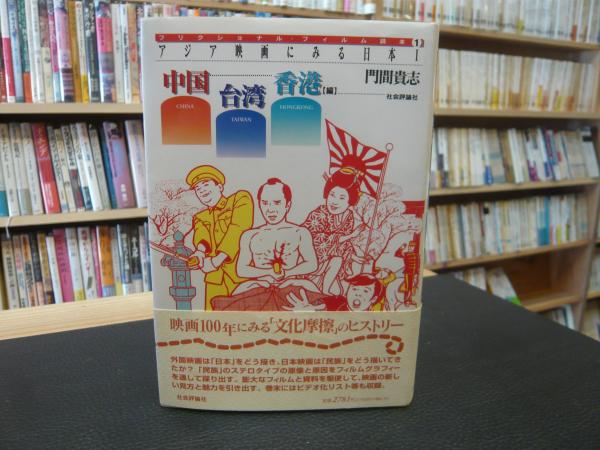 フリクショナル・フィルム読本1
アジア映画にみる日本I
中国
CHINA
台湾
TAIWAN
香港【編】
HONGKONG
門間貴志
社会評論社
映画100年にみる「文化摩擦」のヒストリー
外国映画は「日本」をどう描き、日本映画は「民族」をどう描いてき
たか？「民族」のステロタイプの原像と原因をフィルムグラフィー
を通して探り出す。膨大なフィルムと資料を駆使して、映画の新し
い見方と魅力を引き出す。巻末にはビデオ化リスト等も収録。
社会評論社